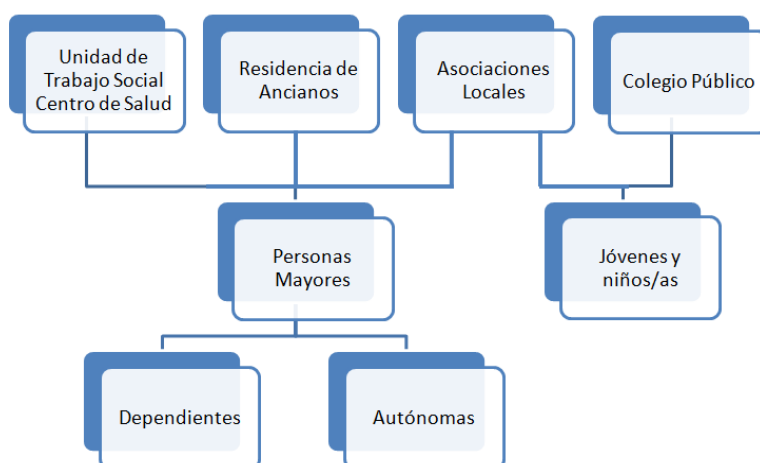 Unidad de
Trabajo Social
Centro de Salud
Residencia de
Ancianos
Asociaciones
Locales
Colegio Público
Personas
Mayores
Jóvenes y
niños/as
Dependientes
Autónomas